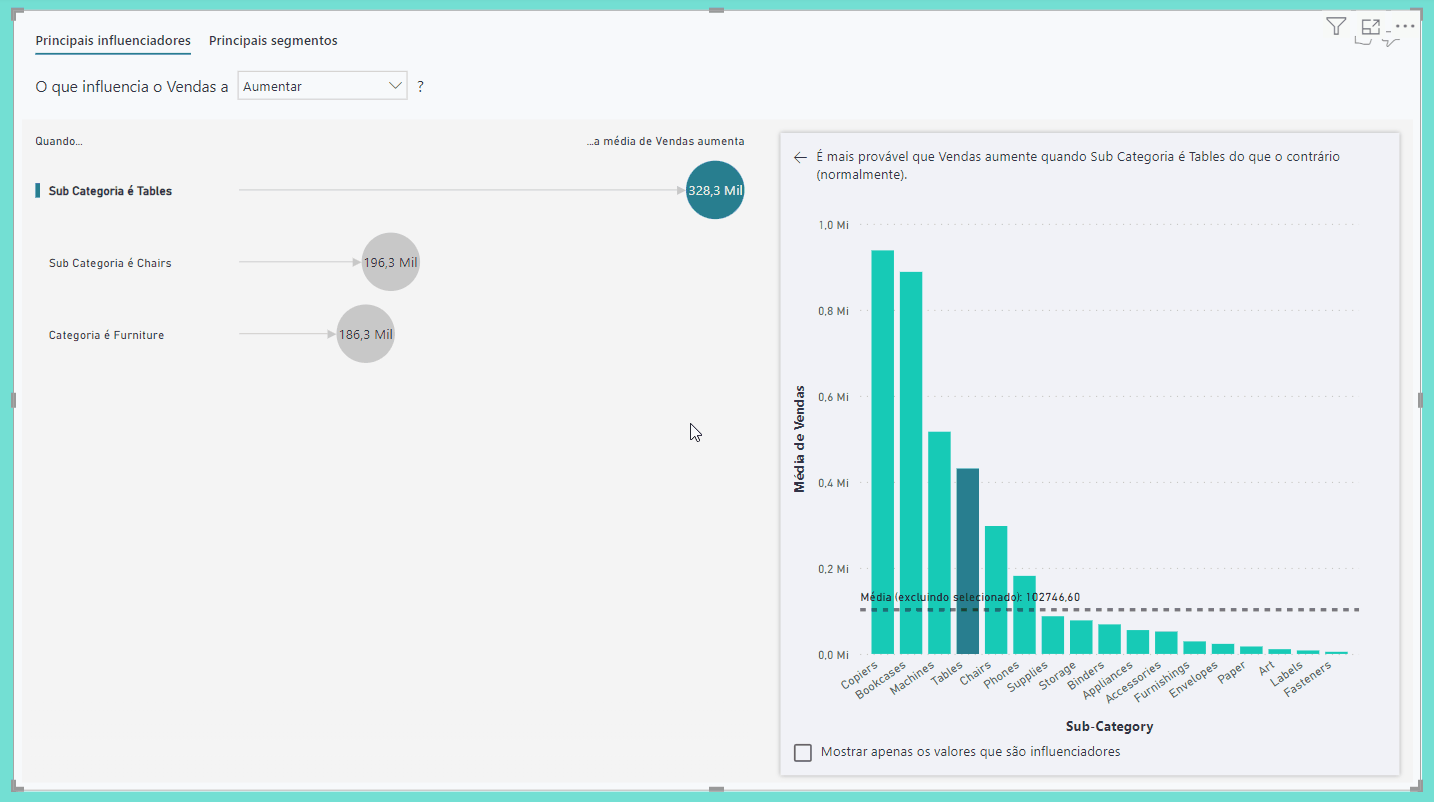 Principais influenciadores Principais segmentos
O que influencia o Vendas a Aumentar ?
Quando...
...a média de Vendas aumenta
Sub Categoria é Tables
328,3 Mil
Sub Categoria é Chairs
196,3 Mil
Categoria é Furniture
186,3 Mil
É mais provável que Vendas aumente quando Sub Categoria é Tables do que o contrário
(normalmente).
1,0 Mi
0,8 Mi
0,6 Mi
0,4 Mi
0,2 Mi
0,0 Mi
Média de Vendas
Média (excluindo selecionado): 102746,60
Copiers
Bookcases
Machines
Tables
Chairs
Phones
Supplies
Storage
Binders
Appliances
Accessories
Furnishings
Envelopes
Paper
Art
Labels
Fasteners
Sub-Category
Mostrar apenas os valores que são influenciadores